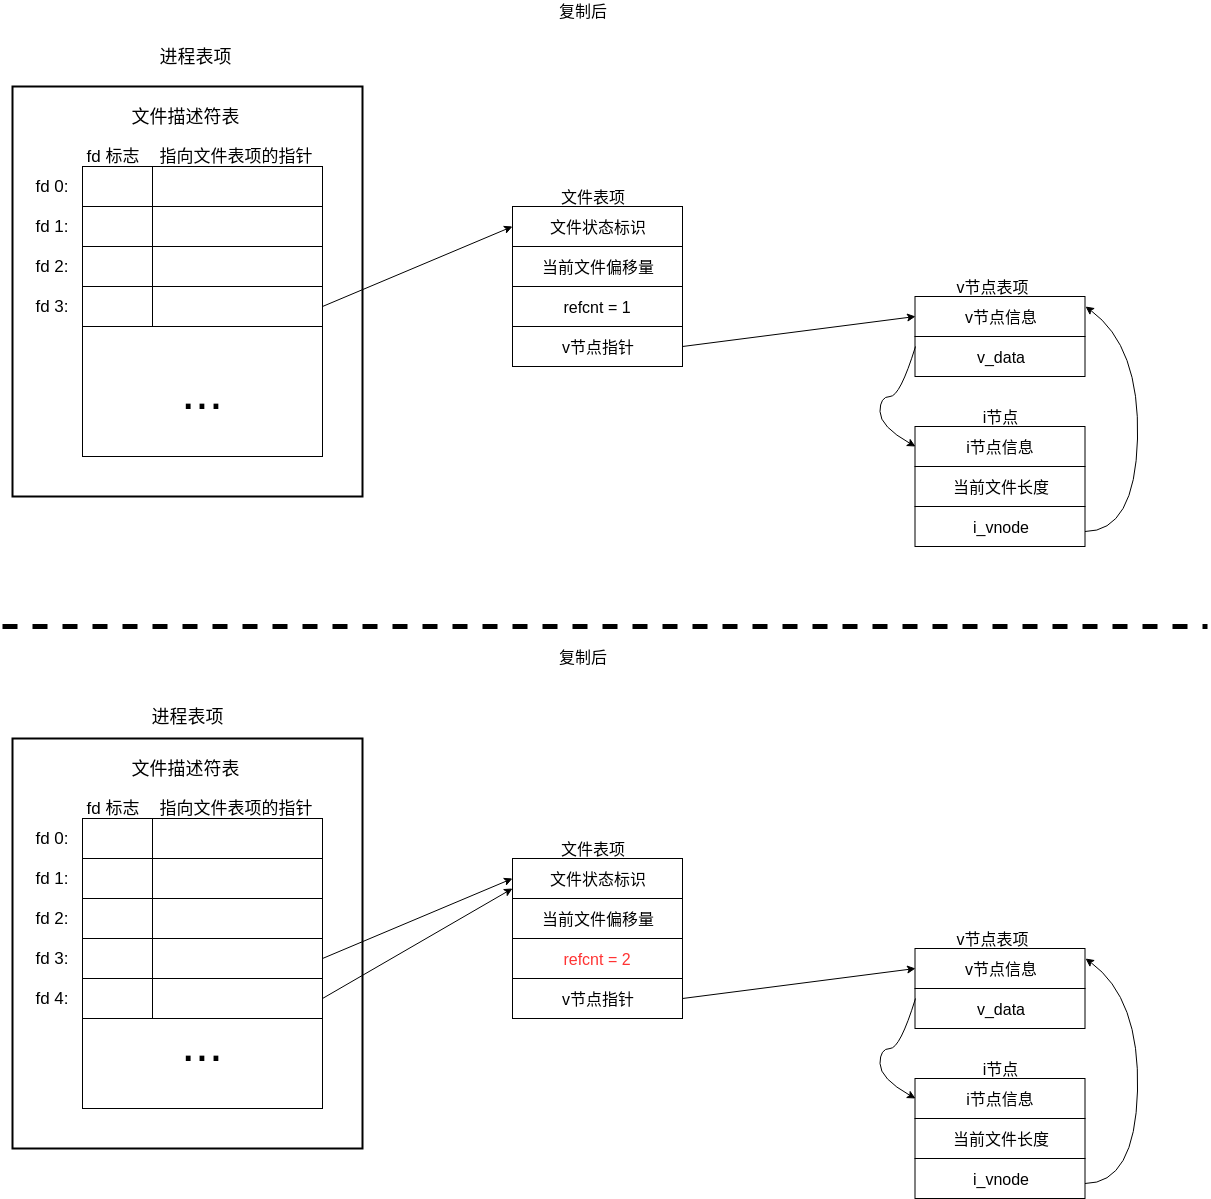 复制后
进程表项
文件描述符表
fd 标志 指向文件表项的指针
fd 0:
fd 1:
fd 2:
fd 3:
...
文件表项
文件状态标识
当前文件偏移量
refcnt = 1
v节点指针
v节点表项
v节点信息
v_data
i节点
i节点信息
当前文件长度
i_vnode
复制后
进程表项
文件描述符表
fd 标志 指向文件表项的指针
fd 0:
fd 1:
fd 2:
fd 3:
fd 4:
...
文件表项
文件状态标识
当前文件偏移量
refcnt = 2
v节点指针
v节点表项
v节点信息
v_data
i节点
i节点信息
当前文件长度
i_vnode